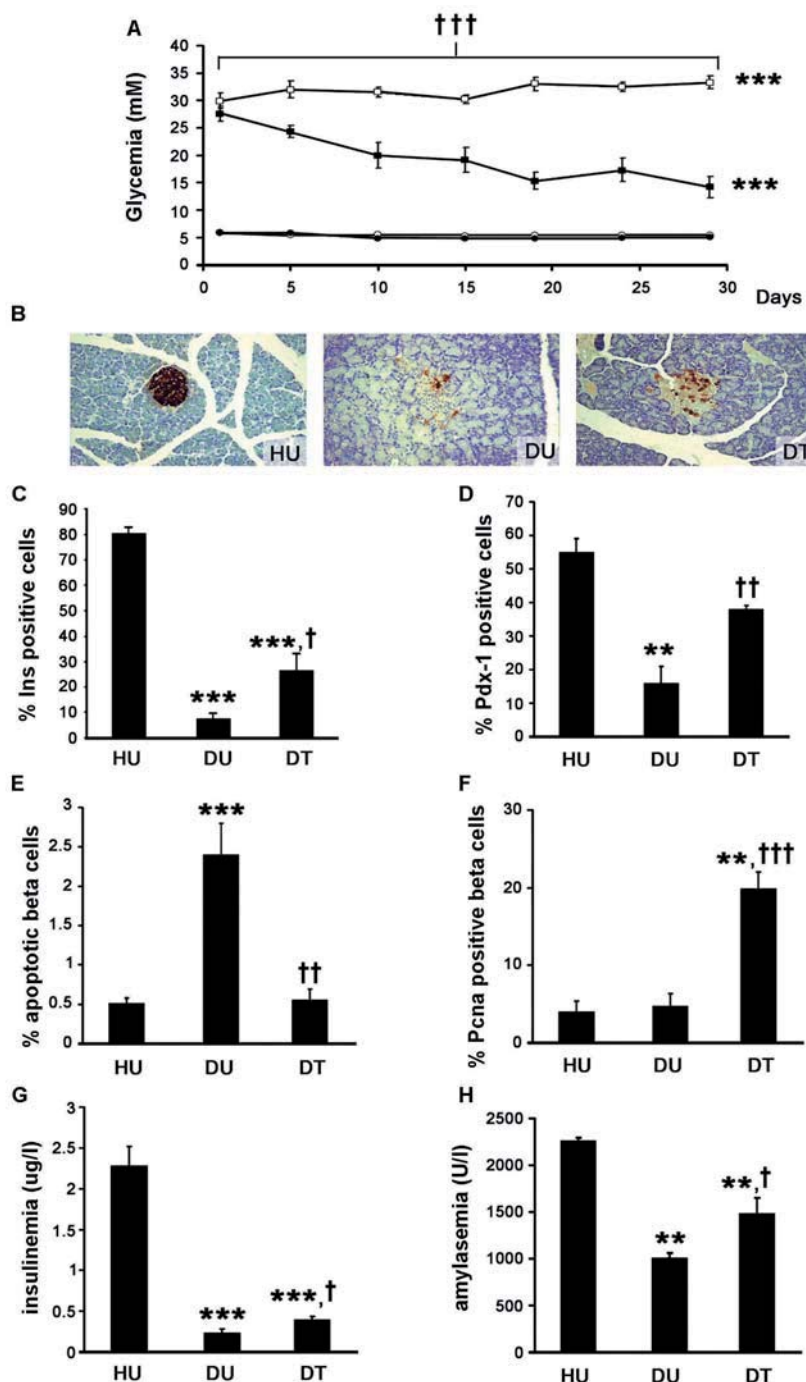 A
†††
Glycemia (mM)
40
35
30
25
20
15
10
5
0
***
***
0 5 10 15 20 25 30
Days
B
HU
DU
DT
C
% Ins positive cells
90
80
70
60
50
40
30
20
10
0
***
***,†
HU DU DT
D
% Pdx-1 positive cells
70
60
50
40
30
20
10
0
**
††
HU DU DT
E
% apoptotic beta cells
3
2.5
2
1.5
1
0.5
0
***
††
HU DU DT
F
% Pcna positive beta cells
30
20
10
0
**,†††
HU DU DT
G
insulinemia (ug/l)
3
2.5
2
1.5
1
0.5
0
***
***,†
HU DU DT
H
amylasemia (U/l)
2500
2000
1500
1000
500
0
**
**,†
HU DU DT